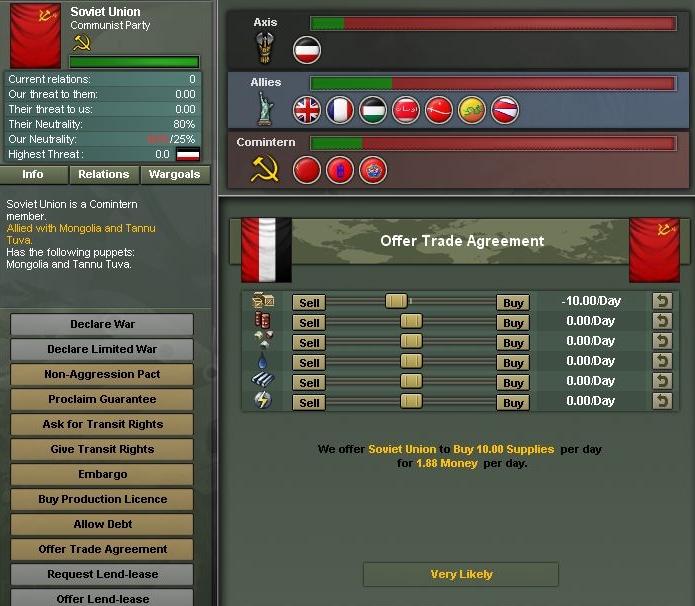 Soviet Union
Communist Party
Current relations: 0
Our threat to them: 0.00
Their threat to us: 0.00
Their Neutrality: 80%
Our Neutrality: /25%
Highest Threat : 0.0
Info Relations Wargoals
Soviet Union is a Comintern
member.
Allied with Mongolia and Tannu
Tuva.
Has the following puppets:
Mongolia and Tannu Tuva.
Declare War
Declare Limited War
Non-Aggression Pact
Proclaim Guarantee
Ask for Transit Rights
Give Transit Rights
Embargo
Buy Production Licence
Allow Debt
Offer Trade Agreement
Request Lend-lease
Offer Lend-lease
Axis
Allies
Comintern
Offer Trade Agreement
Sell Buy -10.00/Day
Sell Buy 0.00/Day
Sell Buy 0.00/Day
Sell Buy 0.00/Day
Sell Buy 0.00/Day
Sell Buy 0.00/Day
We offer Soviet Union to Buy 10.00 Supplies per day
for 1.88 Money per day.
Very Likely